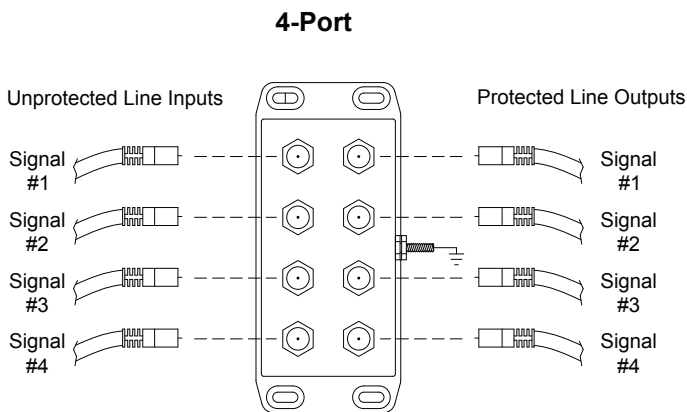 4-Port
Unprotected Line Inputs
Protected Line Outputs
Signal
#1
Signal
#1
Signal
#2
Signal
#2
Signal
#3
Signal
#3
Signal
#4
Signal
#4